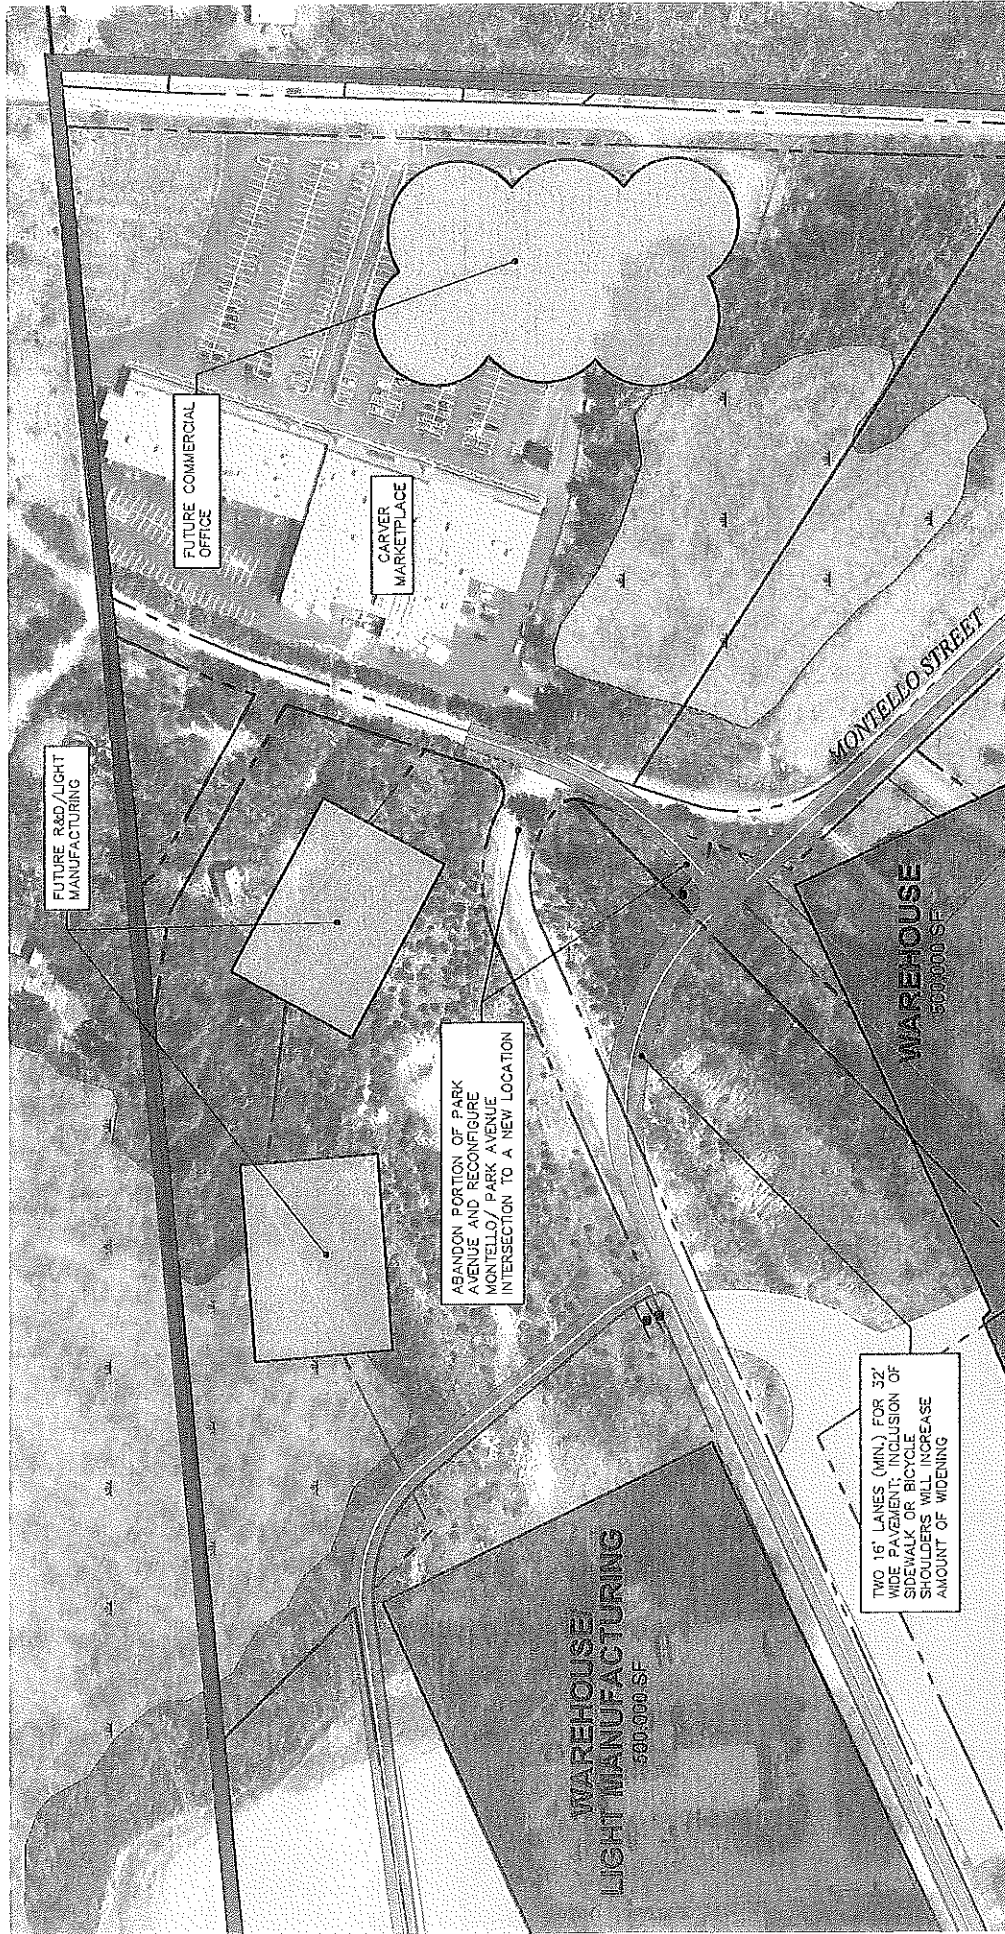 FUTURE R&D/LIGHT
MANUFACTURING
FUTURE COMMERCIAL
OFFICE
CARVER
MARKETPLACE
ABANDON PORTION OF PARK
AVENUE AND RECONFIGURE
MONTELLO/ PARK AVENUE
INTERSECTION TO A NEW LOCATION
MONTELLO STREET
WAREHOUSE
SF
WAREHOUSE/
LIGHT MANUFACTURING
SF
TWO 16' LANES (MIN.) FOR 32'
WIDE PAVEMENT; INCLUSION OF
SIDEWALK OR BICYCLE
SHOULDERS WILL INCREASE
AMOUNT OF WIDENING